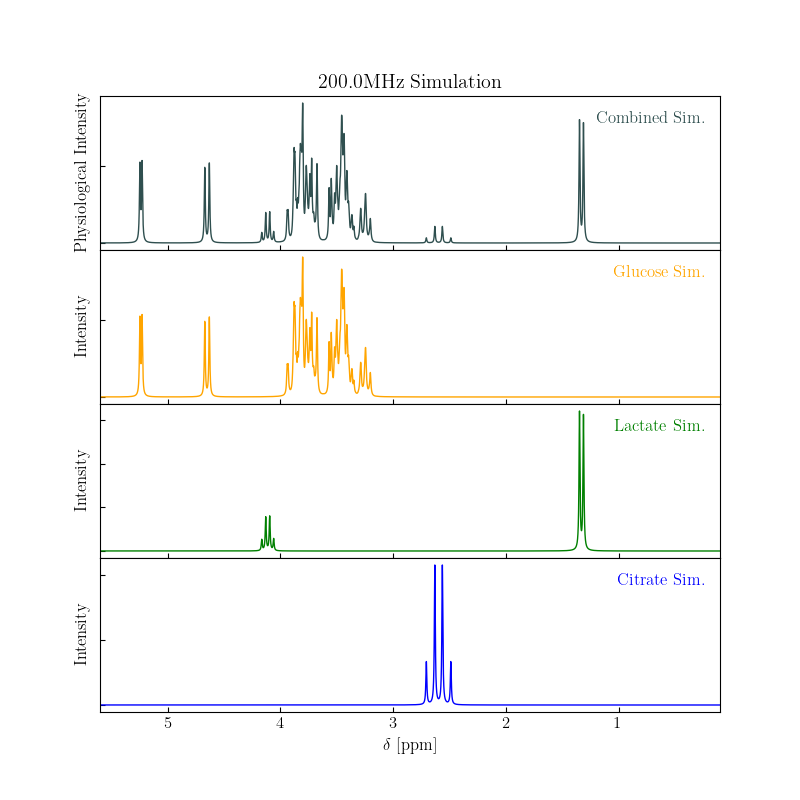 200.0MHz Simulation
Physiological Intensity
Combined Sim.
Intensity
Glucose Sim.
Intensity
Lactate Sim.
Intensity
Citrate Sim.
5 4 3 2 1
δ [ppm]